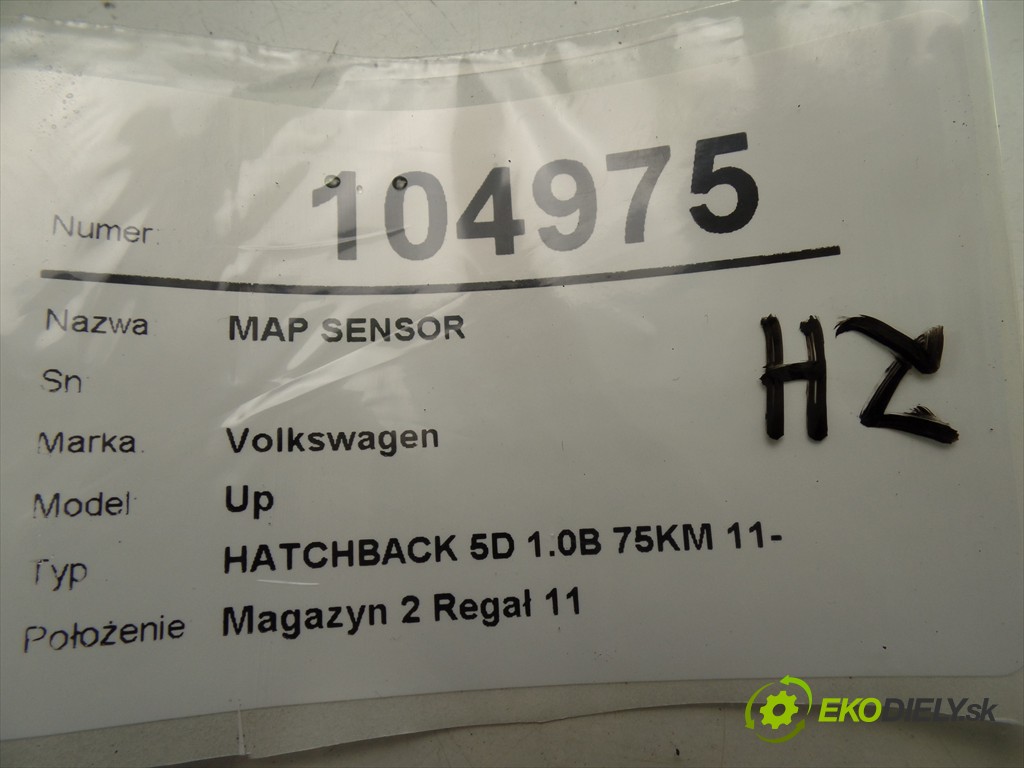 Numer: 104975
Nazwa MAP SENSOR
Sn
Marka Volkswagen
Model Up
Typ HATCHBACK 5D 1.0B 75KM 11-
Położenie Magazyn 2 Regał 11
HZ
EKODIELY.sk